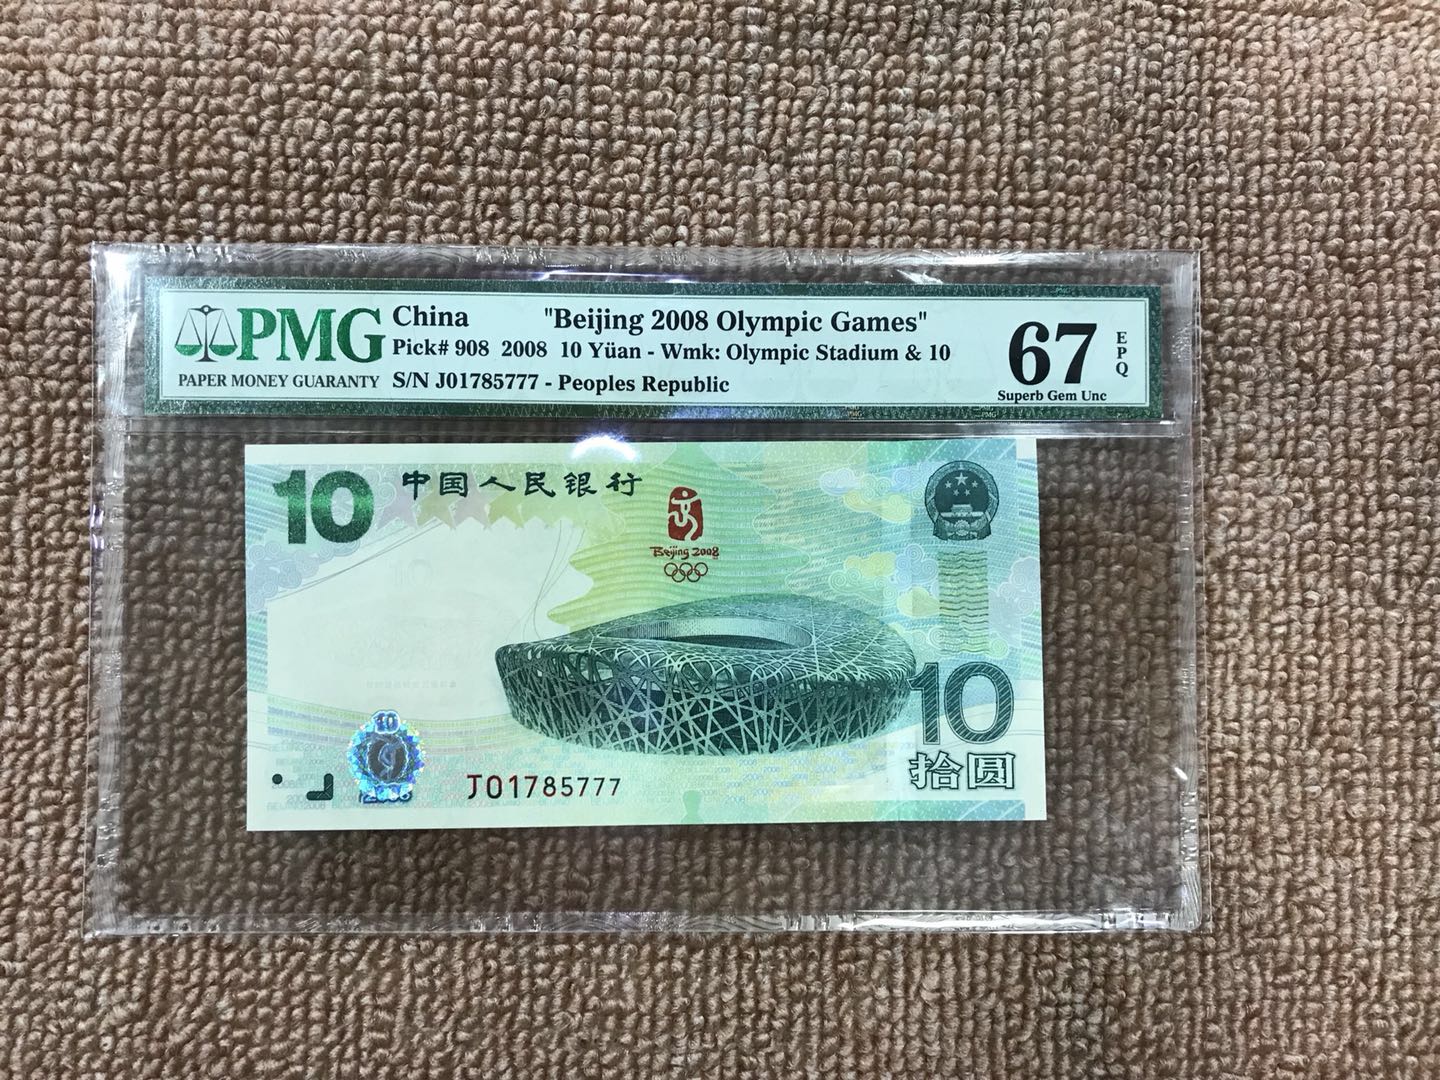 PMG
PAPER MONEY GUARANTY
China "Beijing 2008 Olympic Games"
Pick# 908 2008 10 Yüan - Wmk: Olympic Stadium & 10
S/N J01785777 - Peoples Republic
67
EPQ
Superb Gem Unc
10 中国人民银行
Beijing 2008
10
拾圆
10
J01785777